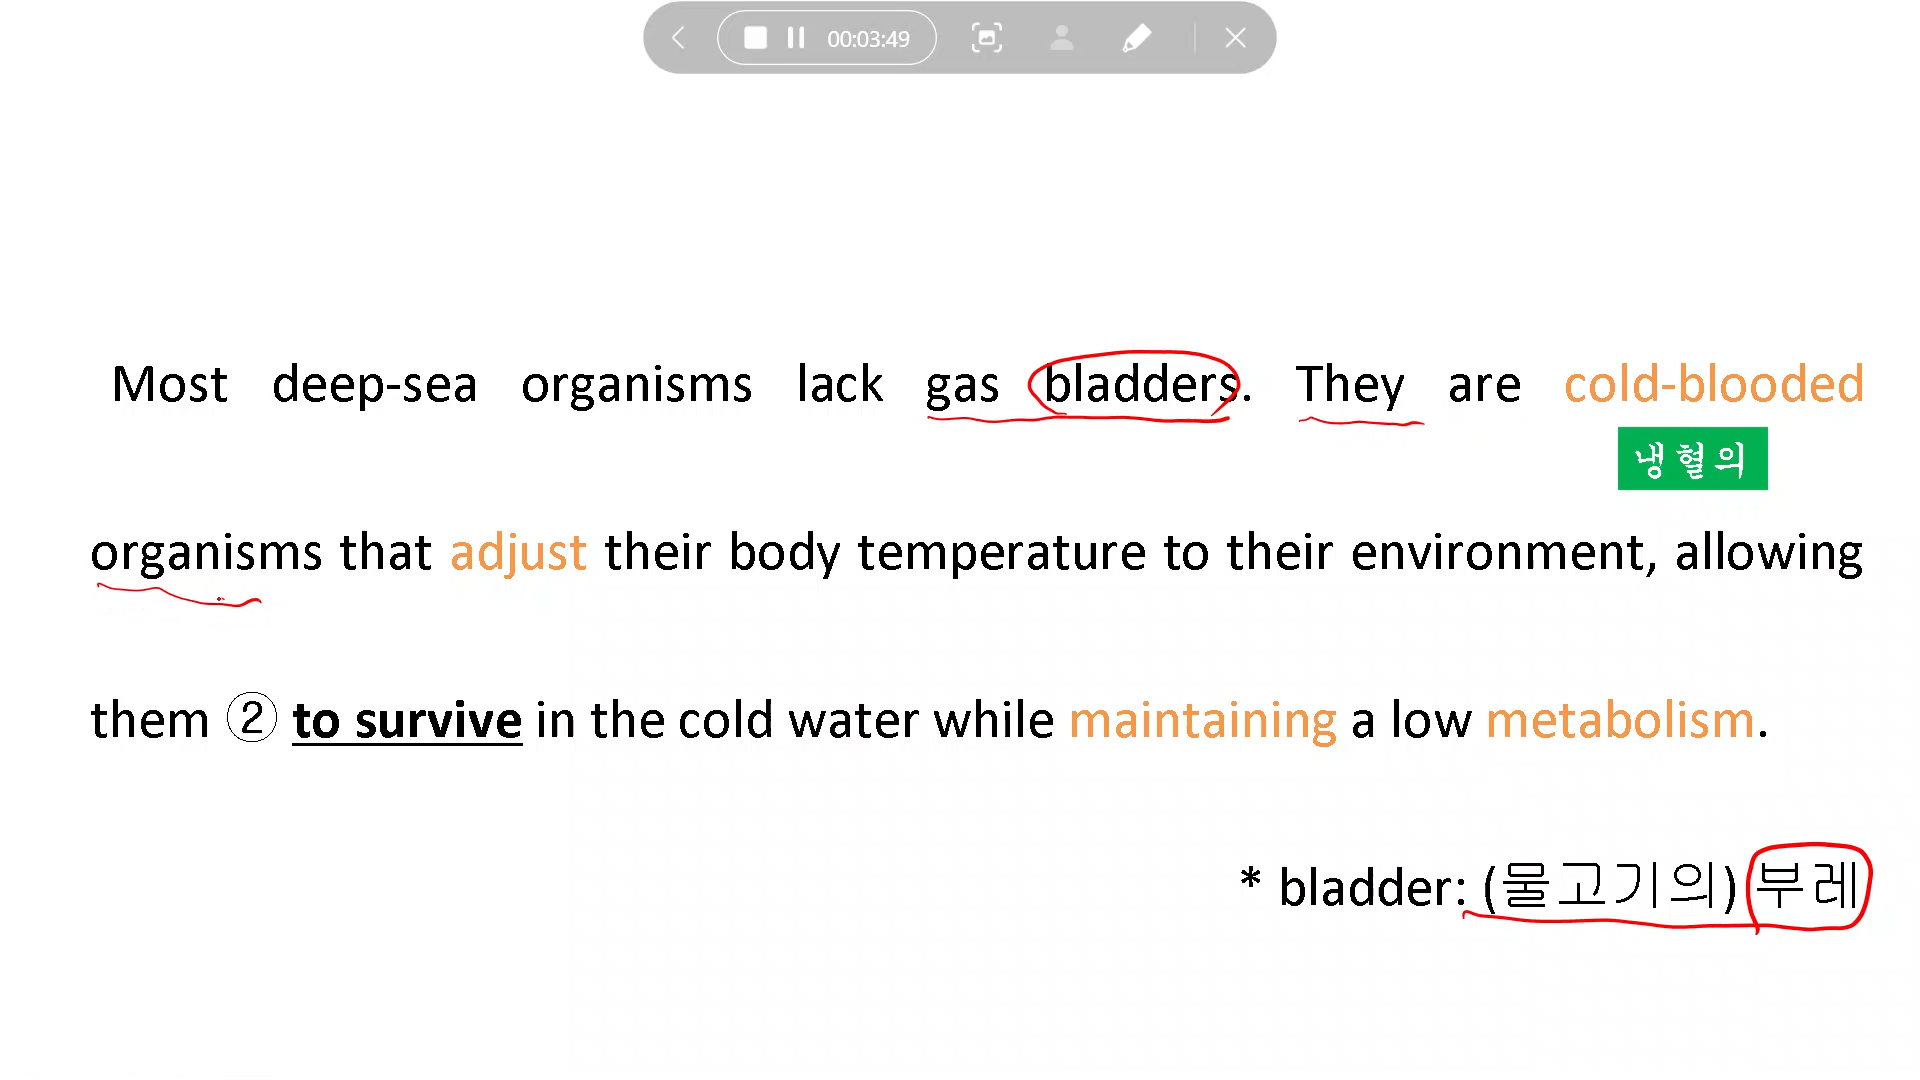 00:03:49
Most deep-sea organisms lack gas bladders. They are cold-blooded
냉혈의
organisms that adjust their body temperature to their environment, allowing
them ② to survive in the cold water while maintaining a low metabolism.
* bladder: (물고기의) 부레